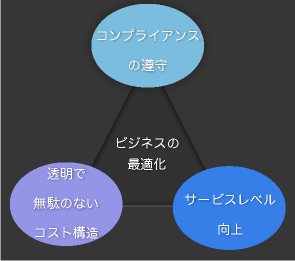 コンプライアンス
の遵守
ビジネスの
最適化
透明で
無駄のない
コスト構造
サービスレベル
向上